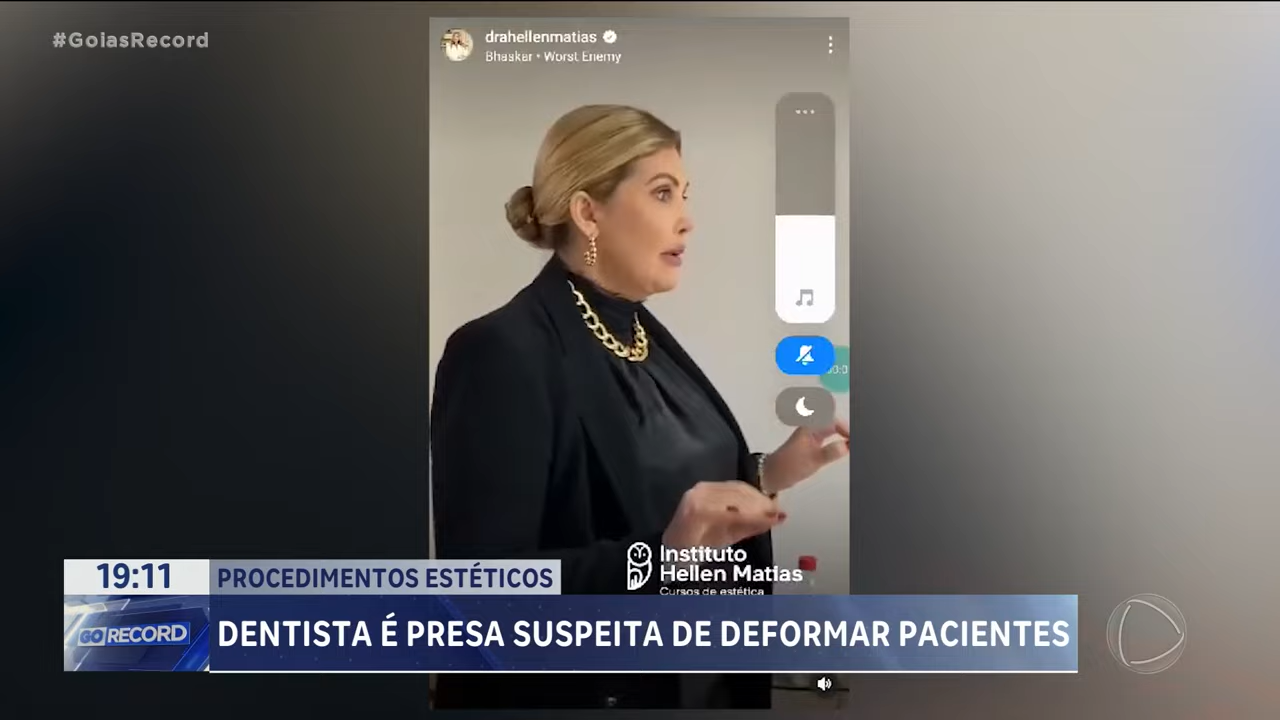 #GoiasRecord
drahellenmatias
Bhaskar • Worst Enemy
Instituto
Hellen Matias
Cursos de estética
19:11
PROCEDIMENTOS ESTÉTICOS
GO RECORD
DENTISTA É PRESA SUSPEITA DE DEFORMAR PACIENTES